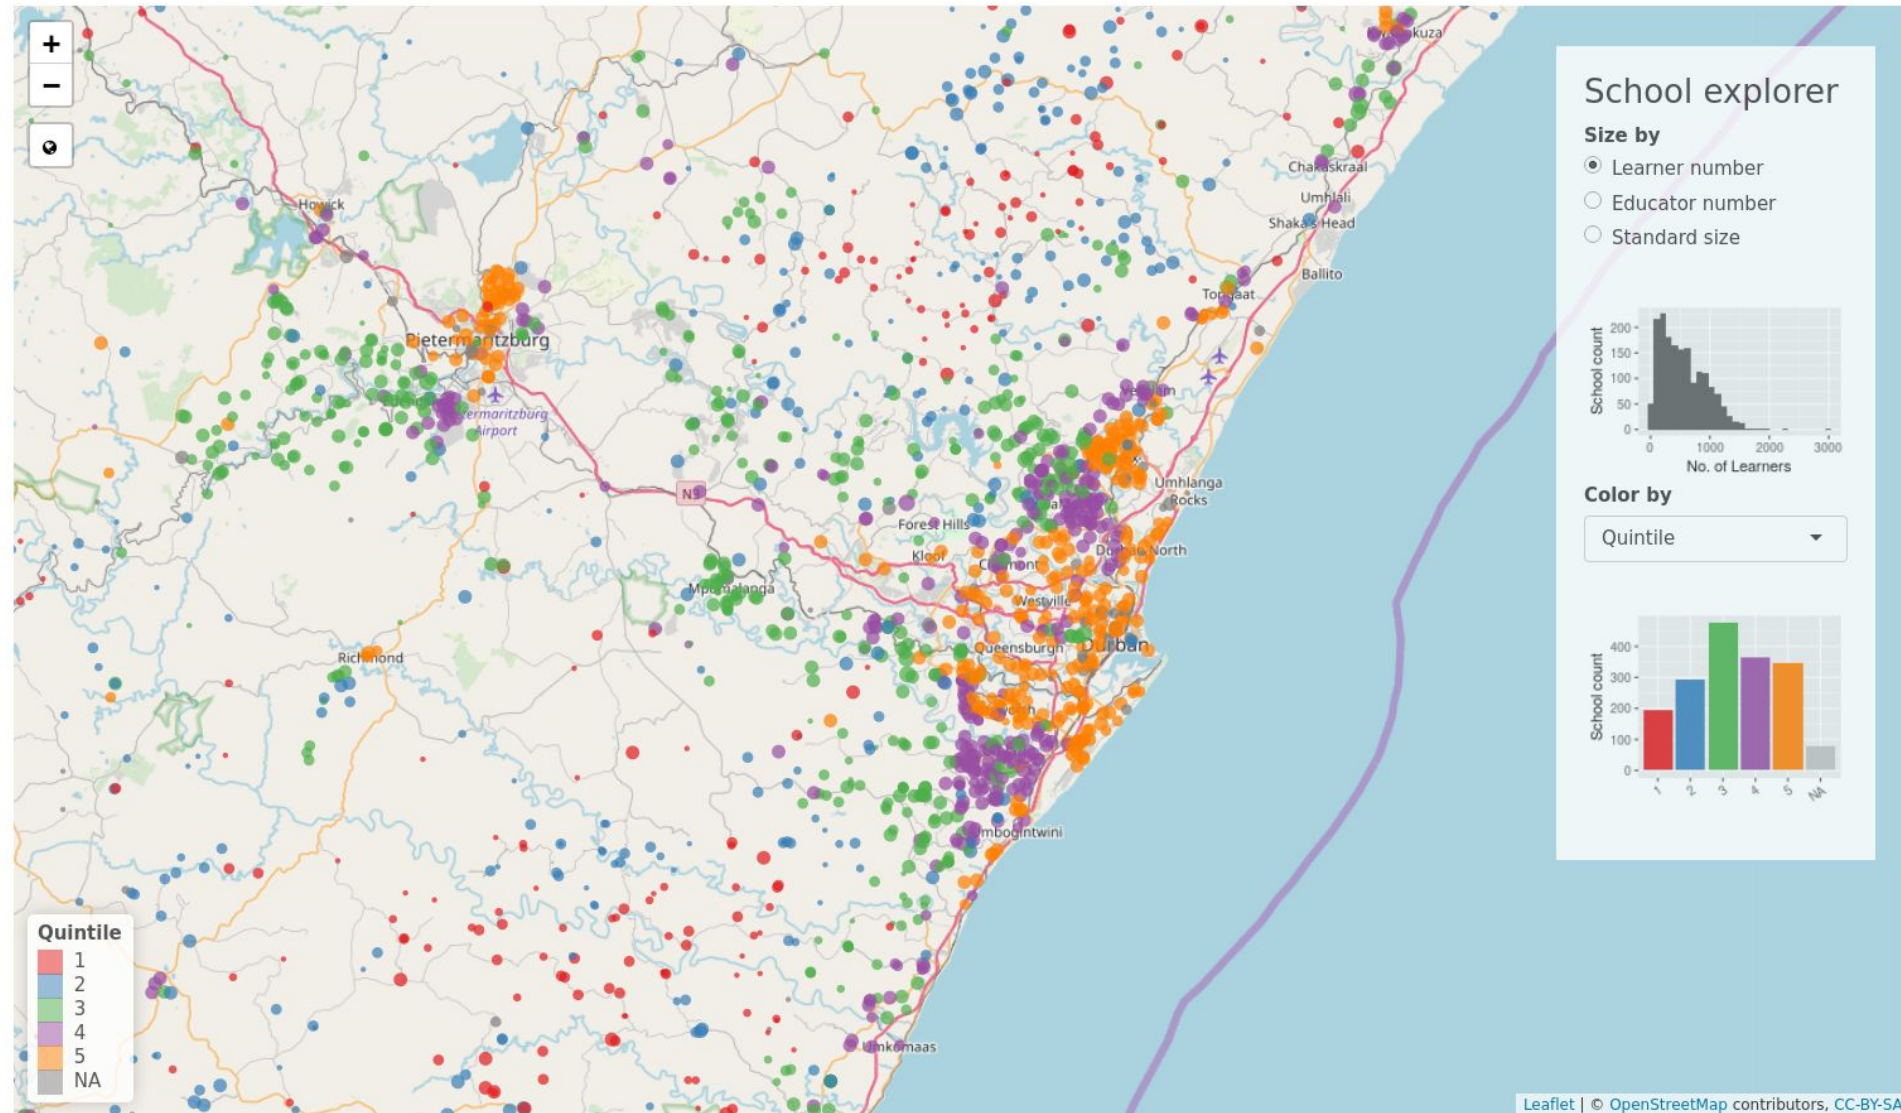 +
−
Howick
Pietermaritzburg
Airport
N3
Forest Hills
Kloof
Westville
Queensburgh
Durban
Richmond
Chakaskraal
Umhlali
Shaka's Head
Ballito
Tongaat
Umhlanga
Rocks
Umkomaas
School explorer
Size by
Learner number
Educator number
Standard size
School count
200
150
100
50
0
0 1000 2000 3000
No. of Learners
Color by
Quintile
School count
400
300
200
100
0
1 2 3 4 5 NA
Quintile
1
2
3
4
5
NA
Leaflet | © OpenStreetMap contributors, CC-BY-SA